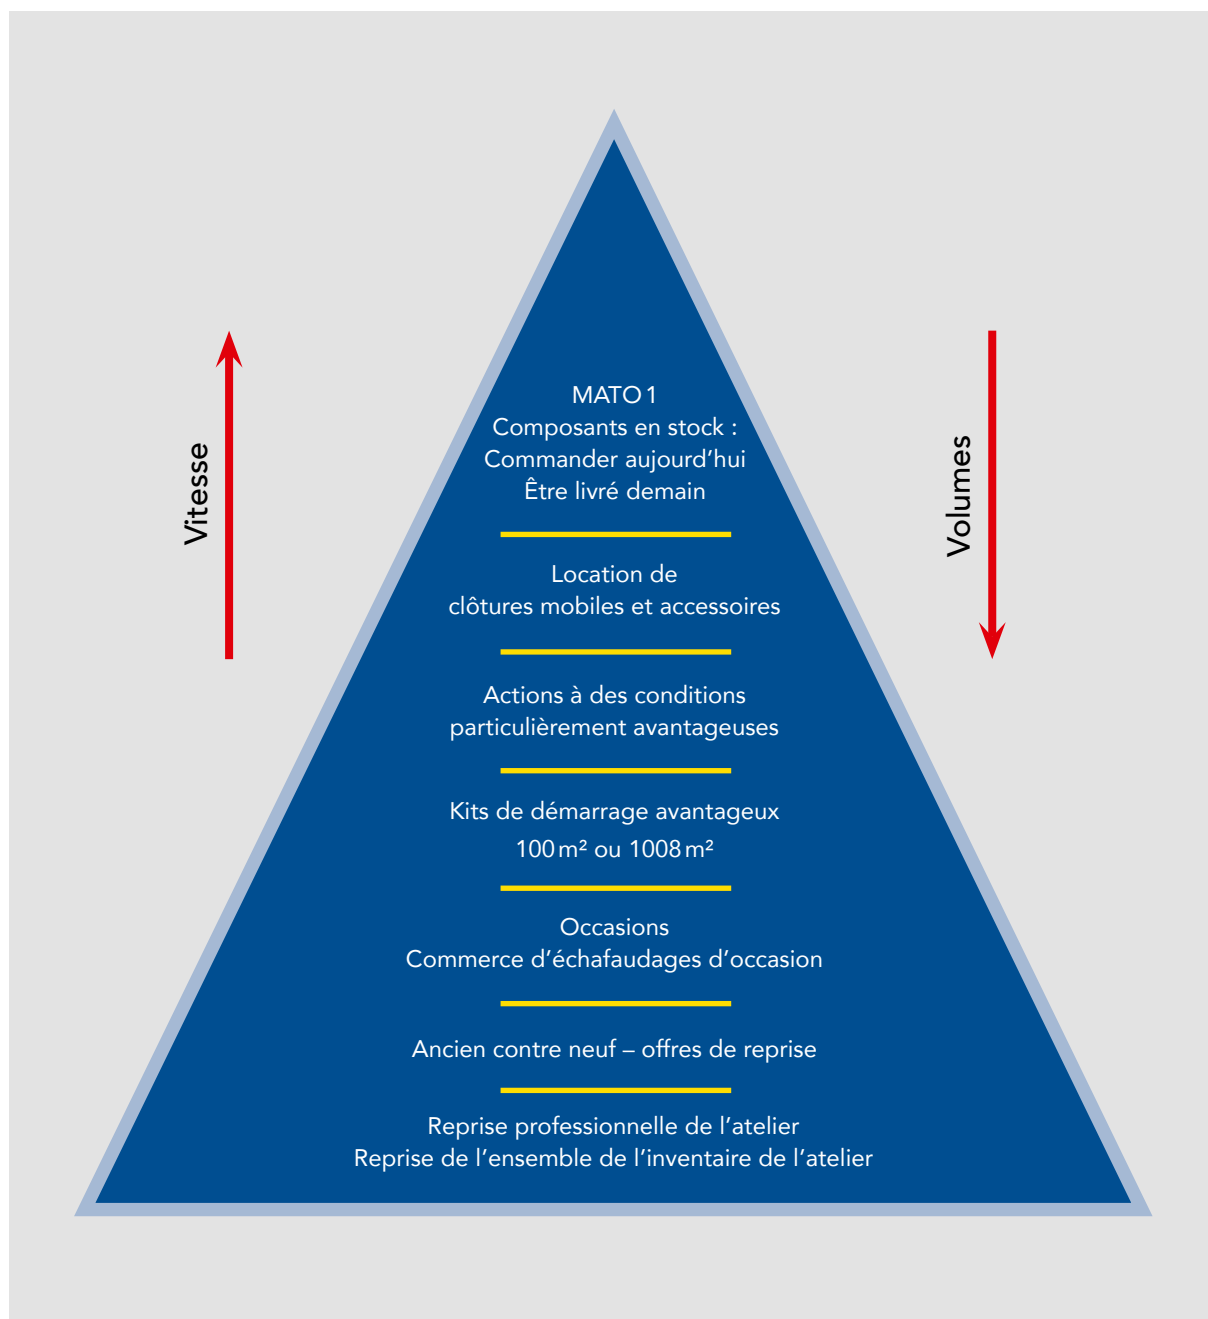 MATO 1
Composants en stock :
Commander aujourd’hui
Être livré demain
Vitesse
Volumes
Location de
clôtures mobiles et accessoires
Actions à des conditions
particulièrement avantageuses
Kits de démarrage avantageux
100 m² ou 1008 m²
Occasions
Commerce d’échafaudages d’occasion
Ancien contre neuf – offres de reprise
Reprise professionnelle de l’atelier
Reprise de l’ensemble de l’inventaire de l’atelier